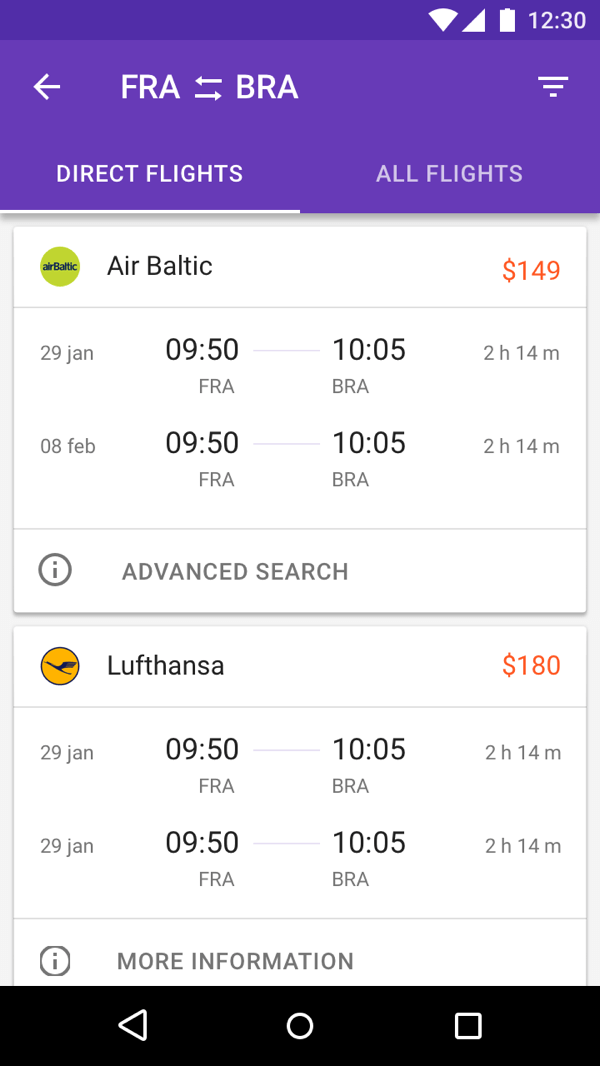 12:30
FRA BRA
DIRECT FLIGHTS ALL FLIGHTS
airBaltic Air Baltic $149
29 jan 09:50 10:05 2 h 14 m
FRA BRA
08 feb 09:50 10:05 2 h 14 m
FRA BRA
ADVANCED SEARCH
Lufthansa $180
29 jan 09:50 10:05 2 h 14 m
FRA BRA
29 jan 09:50 10:05 2 h 14 m
FRA BRA
MORE INFORMATION